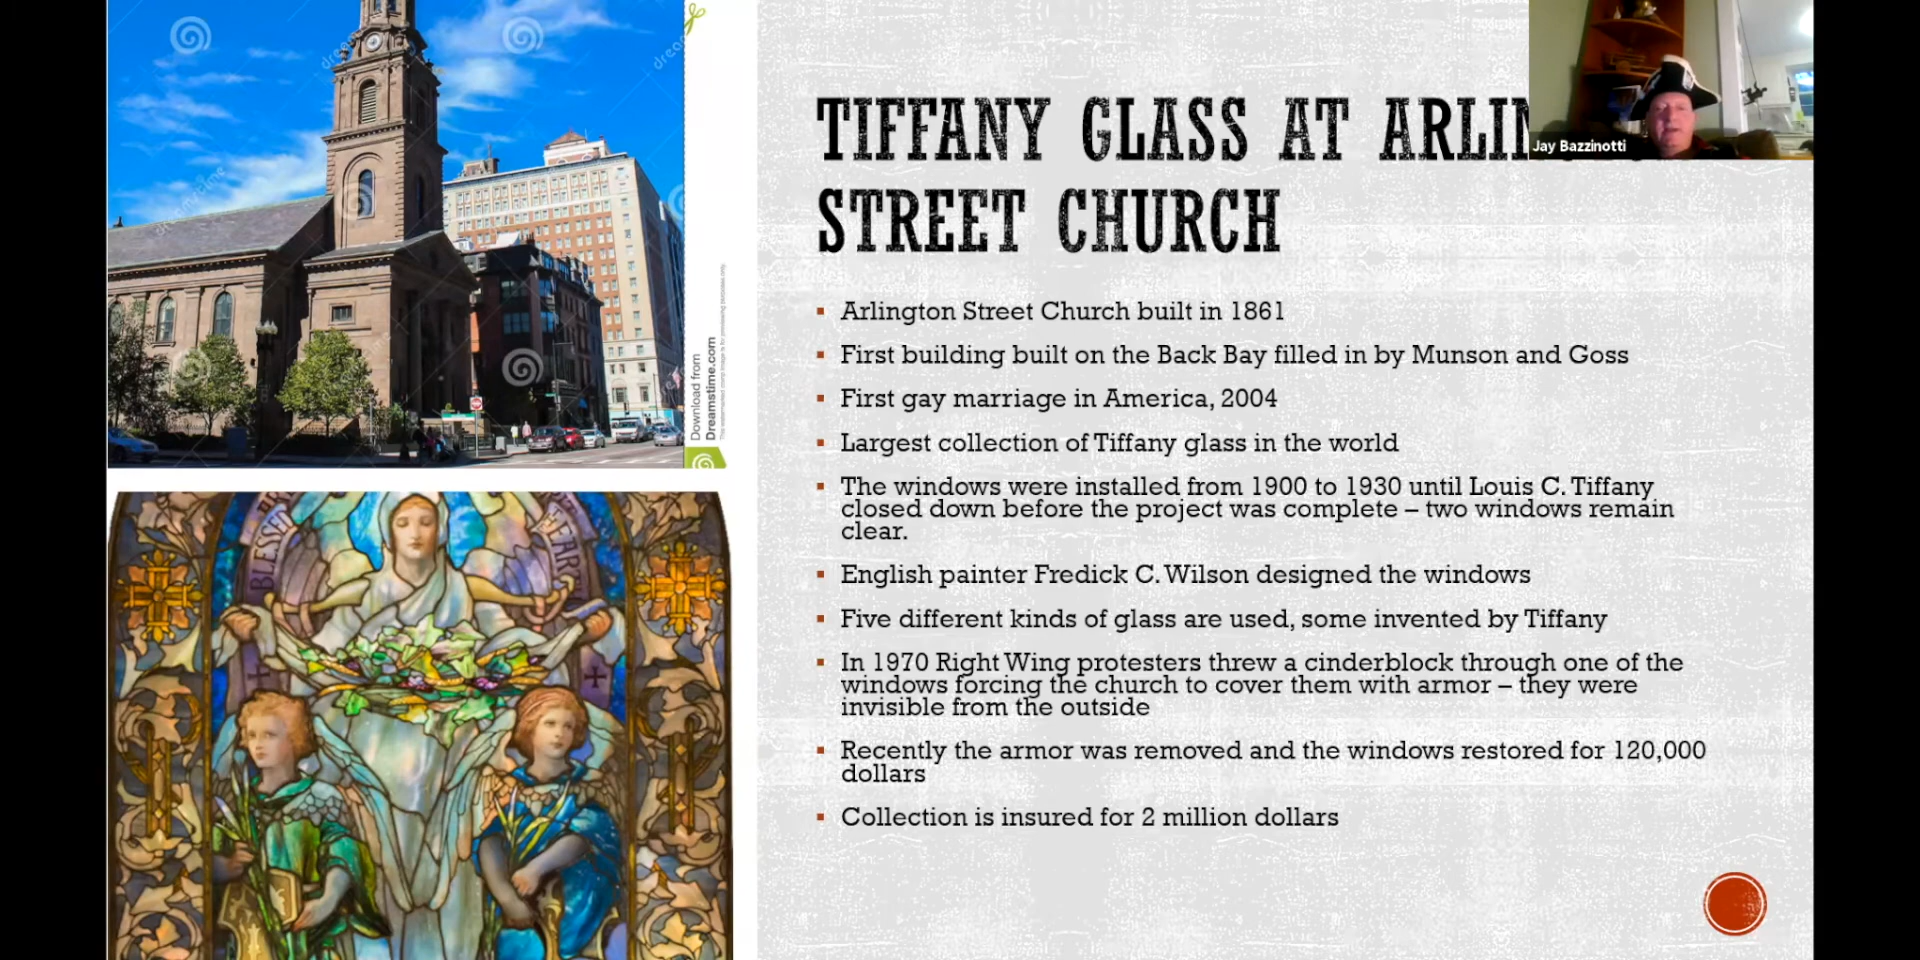 TIFFANY GLASS AT ARLIN
STREET CHURCH
Jay Bazzinotti
Arlington Street Church built in 1861
First building built on the Back Bay filled in by Munson and Goss
First gay marriage in America, 2004
Largest collection of Tiffany glass in the world
The windows were installed from 1900 to 1930 until Louis C. Tiffany
closed down before the project was complete – two windows remain
clear.
English painter Fredick C. Wilson designed the windows
Five different kinds of glass are used, some invented by Tiffany
In 1970 Right Wing protesters threw a cinderblock through one of the
windows forcing the church to cover them with armor – they were
invisible from the outside
Recently the armor was removed and the windows restored for 120,000
dollars
Collection is insured for 2 million dollars
Download from
Dreamstime.com
BLESSED